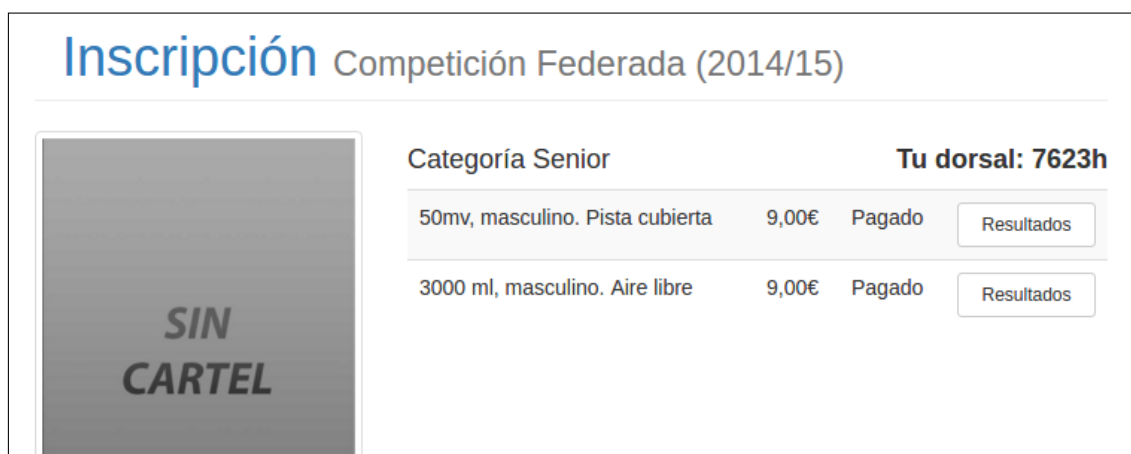 Inscripción Competición Federada (2014/15)
Categoría Senior Tu dorsal: 7623h
50mv, masculino. Pista cubierta 9,00€ Pagado Resultados
3000 ml, masculino. Aire libre 9,00€ Pagado Resultados
SIN
CARTEL